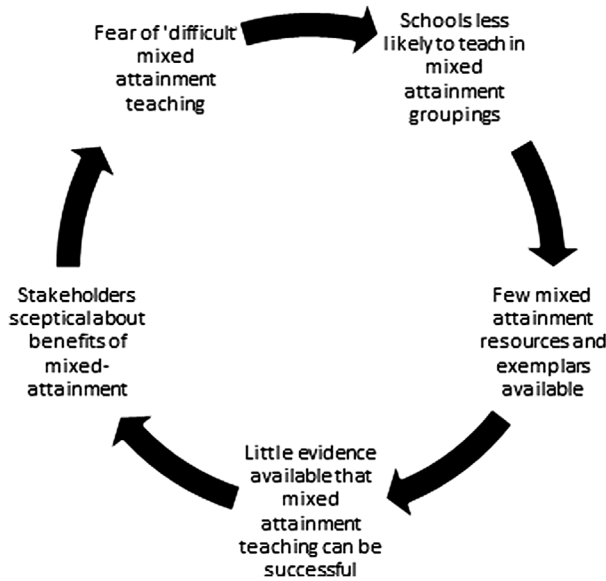 Fear of 'difficult'
mixed
attainment
teaching
Schools less
likely to teach in
mixed
attainment
groupings
Few mixed
attainment
resources and
exemplars
available
Little evidence
available that
mixed
attainment
teaching can be
successful
Stakeholders
sceptical about
benefits of
mixed-
attainment